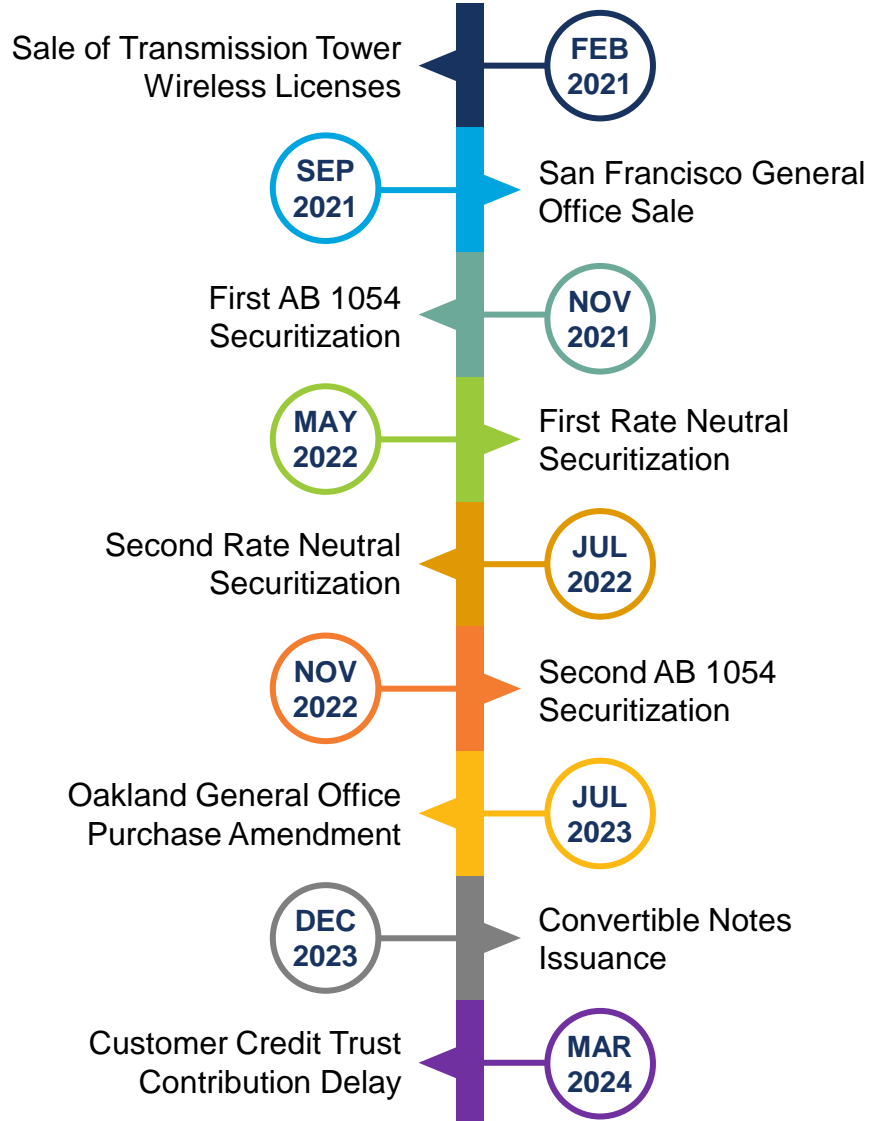 Sale of Transmission Tower
Wireless Licenses
FEB
2021
SEP
2021
San Francisco General
Office Sale
First AB 1054
Securitization
NOV
2021
MAY
2022
First Rate Neutral
Securitization
Second Rate Neutral
Securitization
JUL
2022
NOV
2022
Second AB 1054
Securitization
Oakland General Office
Purchase Amendment
JUL
2023
DEC
2023
Convertible Notes
Issuance
Customer Credit Trust
Contribution Delay
MAR
2024